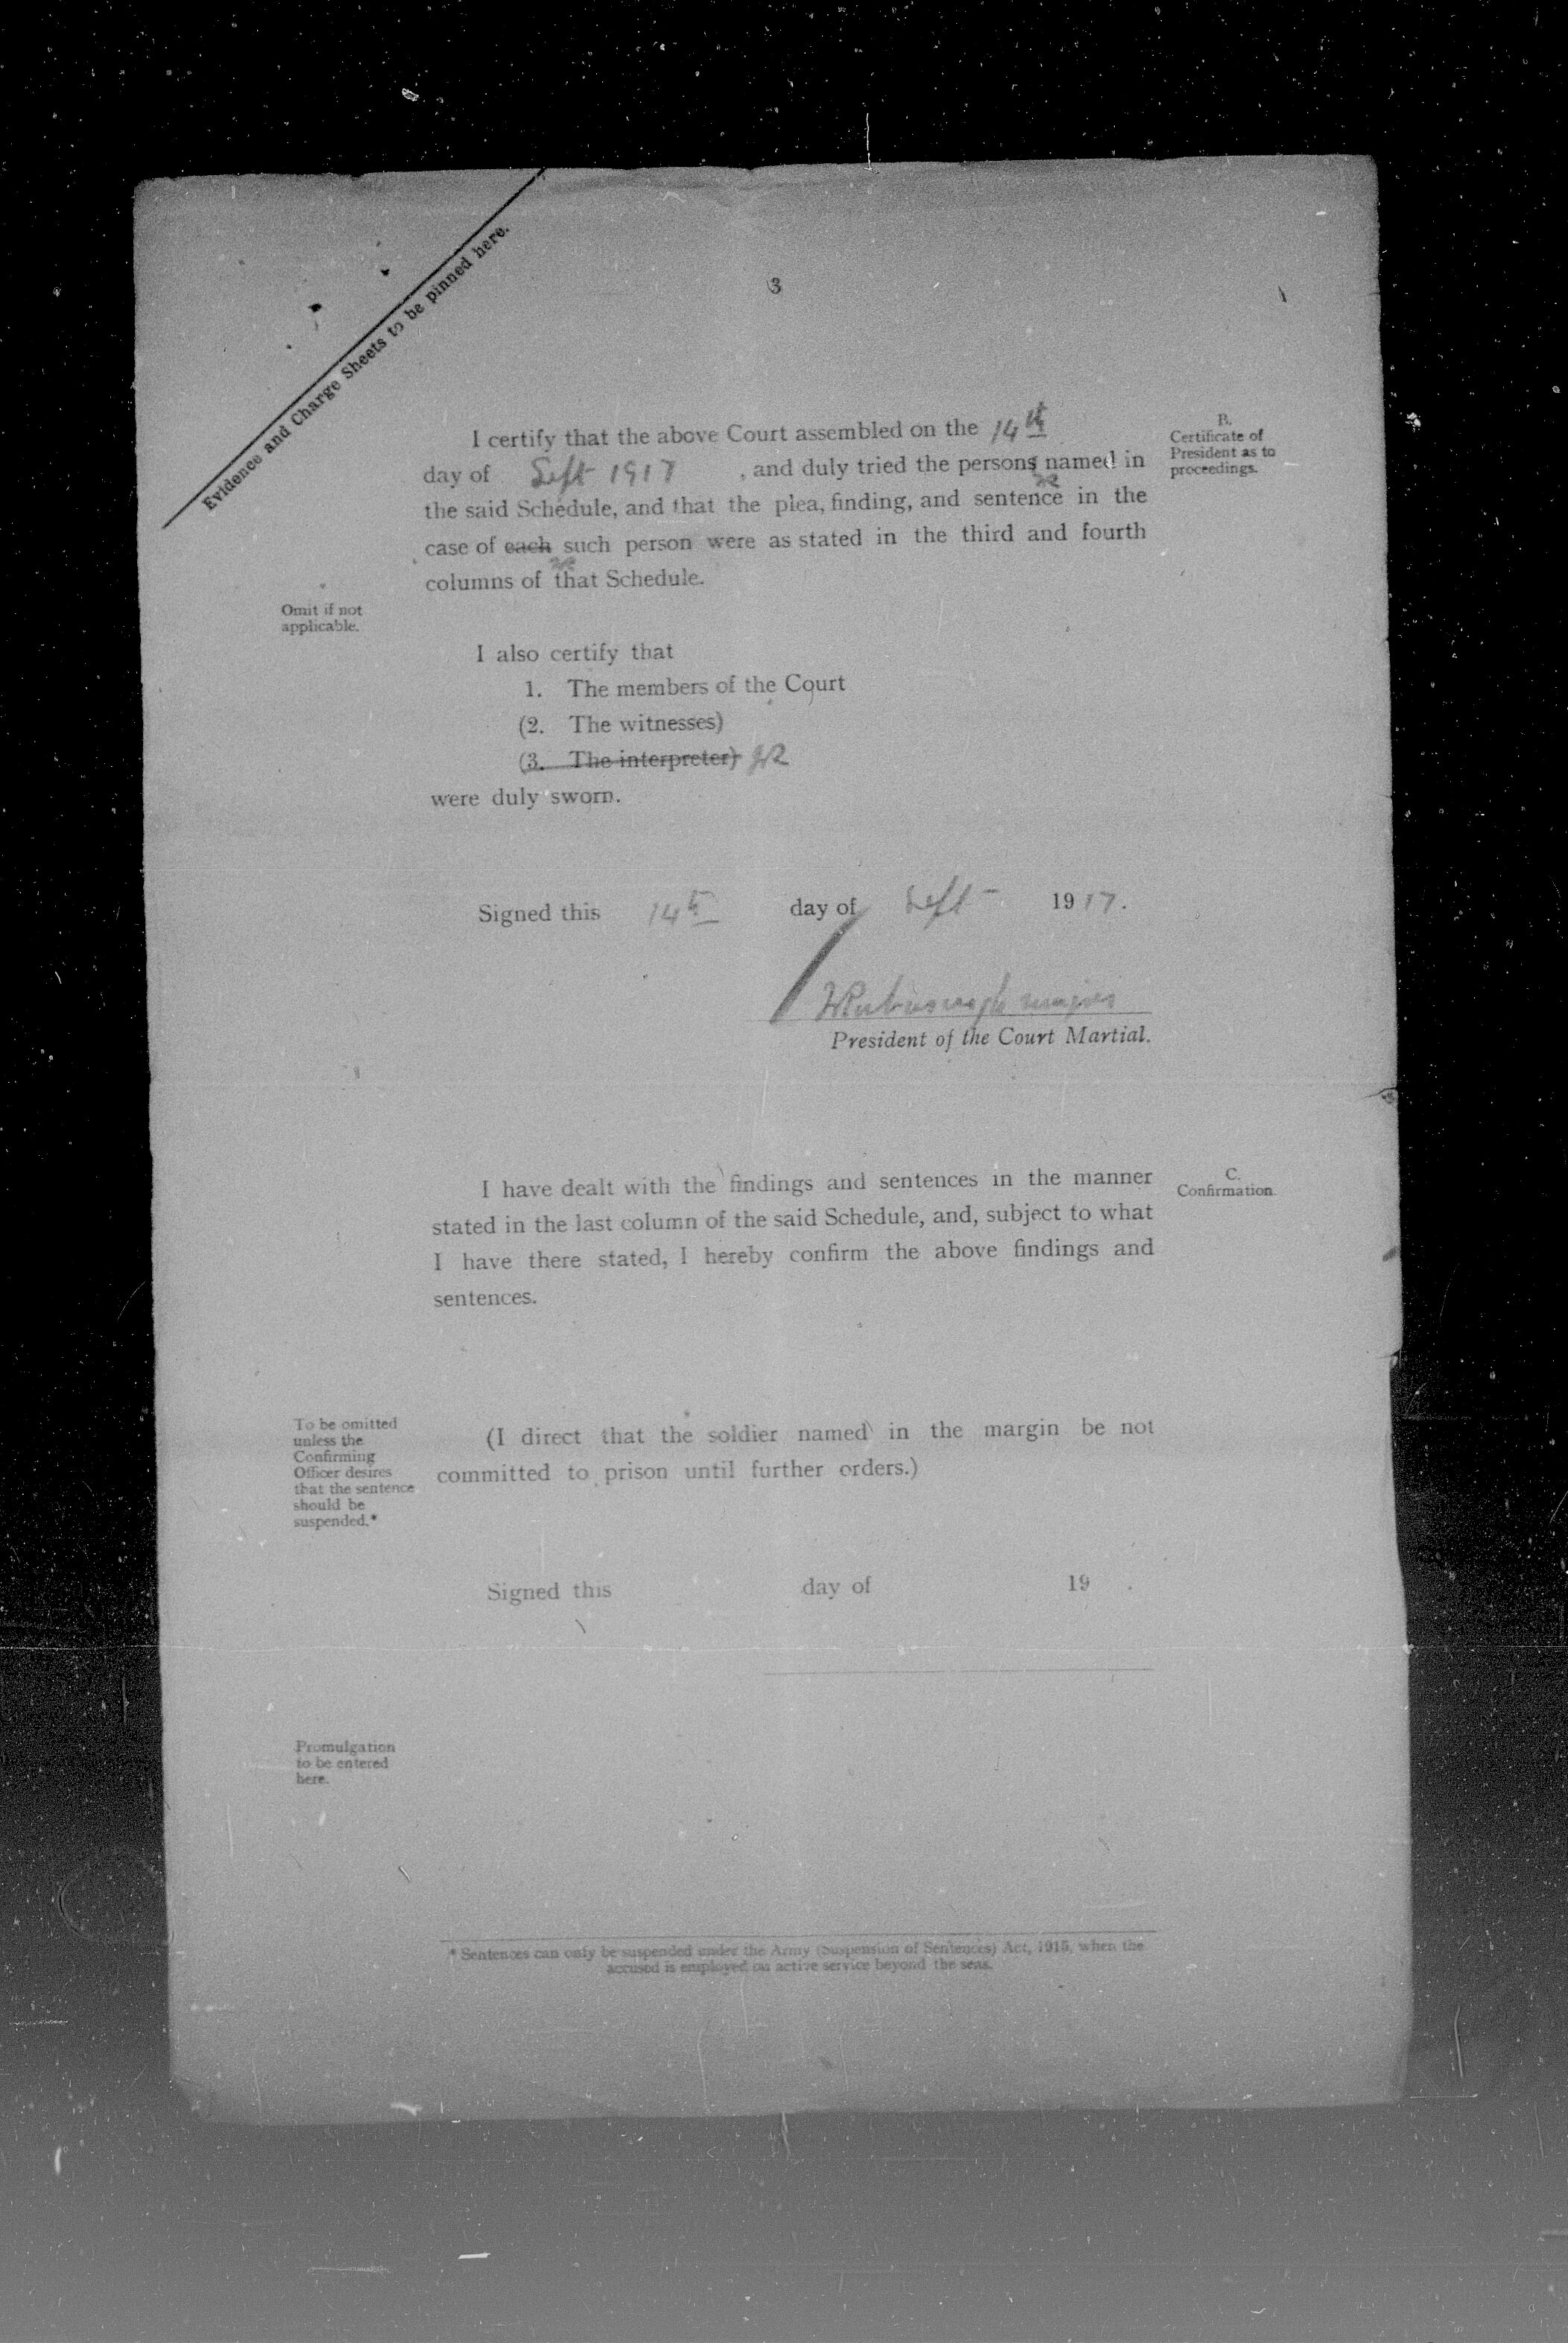 Evidence and Charge Sheets to be pinned here.
3
I certify that the above Court assembled on the 14th
day of Sept 1917 , and duly tried the persons named in
the said Schedule, and that the plea, finding, and sentence in the
case of each such person were as stated in the third and fourth
columns of that Schedule.
B.
Certificate of
President as to
proceedings.
Omit if not
applicable.
I also certify that
1. The members of the Court
(2. The witnesses)
(3. The interpreter)
were duly sworn.
Signed this 14th day of Sept 1917.
major
President of the Court Martial.
I have dealt with the findings and sentences in the manner
stated in the last column of the said Schedule, and, subject to what
I have there stated, I hereby confirm the above findings and
sentences.
C.
Confirmation.
To be omitted
unless the
Confirming
Officer desires
that the sentence
should be
suspended.*
(I direct that the soldier named in the margin be not
committed to prison until further orders.)
Signed this day of 19 .
Promulgation
to be entered
here.
* Sentences can only be suspended under the Army (Suspension of Sentences) Act, 1915, when the
accused is employed on active service beyond the seas.